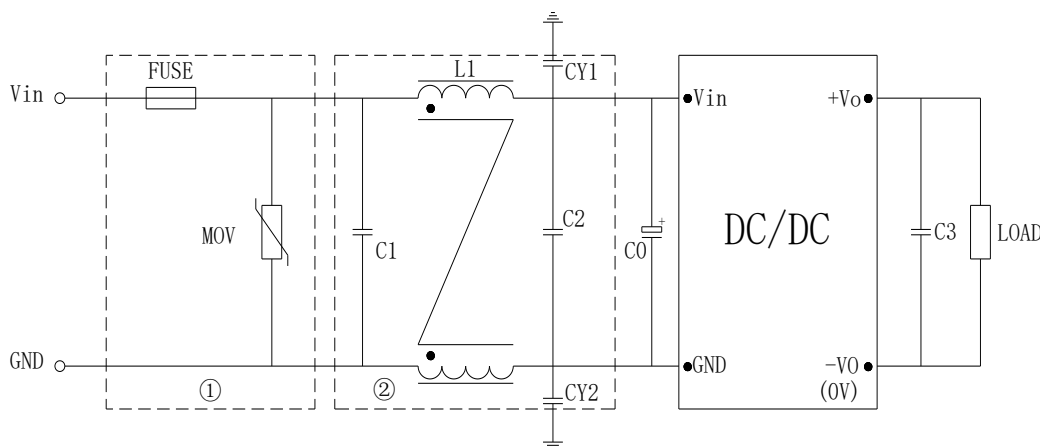 FUSE
L1
CY1
Vin
Vin
+Vo
MOV
C1
C2
C0
+
DC/DC
C3
LOAD
GND
GND
-VO
(0V)
①
②
CY2